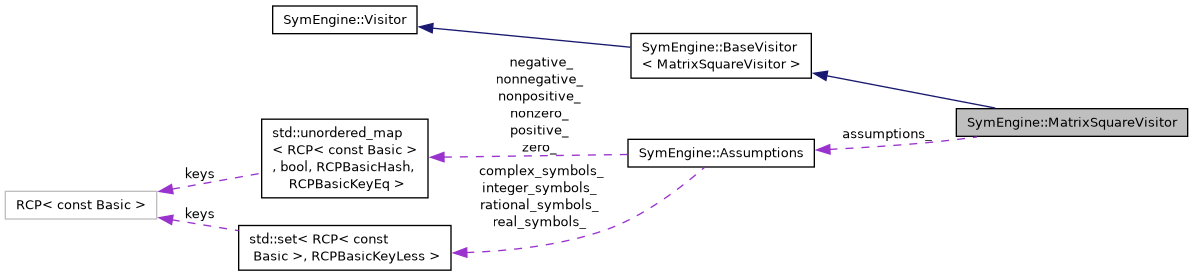 SymEngine::Visitor
SymEngine::BaseVisitor
< MatrixSquareVisitor >
SymEngine::MatrixSquareVisitor
negative_
nonnegative_
nonpositive_
nonzero_
positive_
zero_
assumptions_
SymEngine::Assumptions
std::unordered_map
< RCP< const Basic >
, bool, RCPBasicHash,
RCPBasicKeyEq >
keys
RCP< const Basic >
complex_symbols_
integer_symbols_
rational_symbols_
real_symbols_
keys
std::set< RCP< const
Basic >, RCPBasicKeyLess >